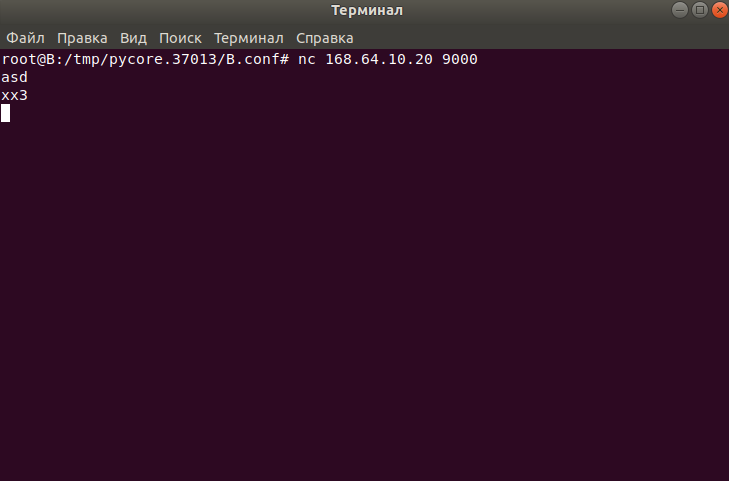 Терминал
Файл Правка Вид Поиск Терминал Справка
root@B:/tmp/pycore.37013/B.conf# nc 168.64.10.20 9000
asd
xx3